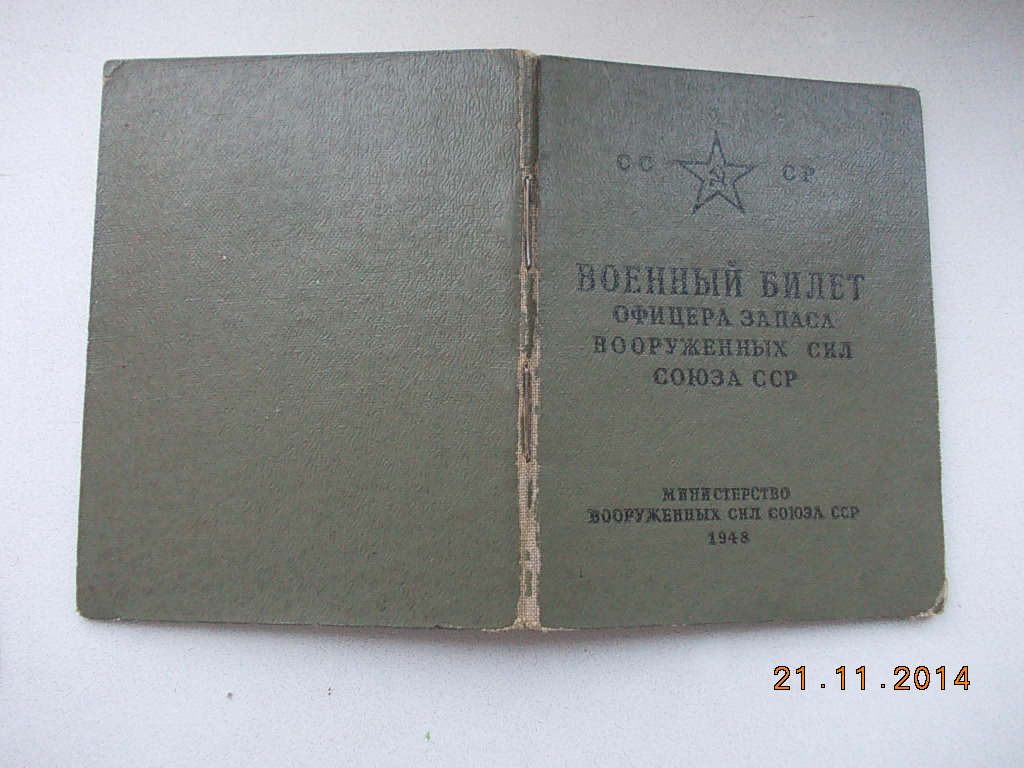 СС СР
ВОЕННЫЙ БИЛЕТ
ОФИЦЕРА ЗАПАСА
ВООРУЖЕННЫХ СИЛ
СОЮЗА ССР
МИНИСТЕРСТВО
ВООРУЖЕННЫХ СИЛ СОЮЗА ССР
1948
21.11.2014